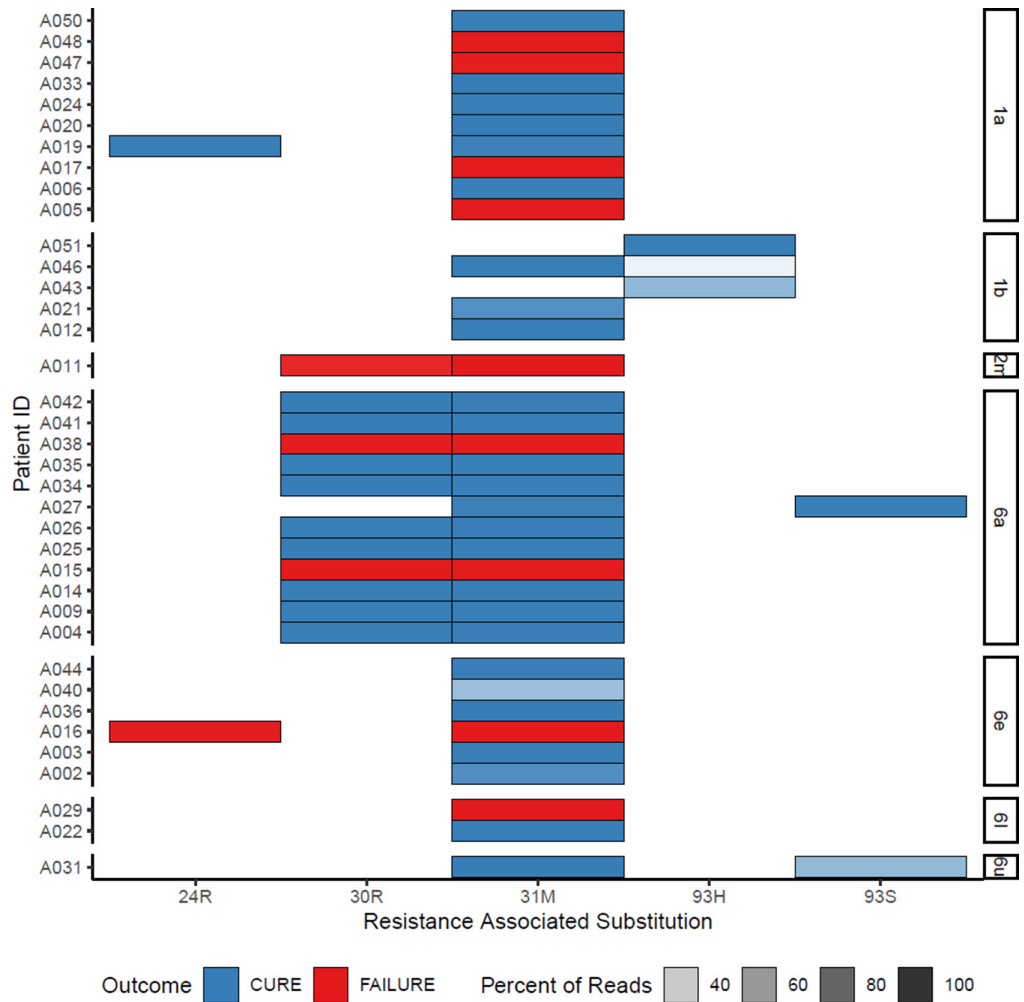 A050
A048
A047
A033
A024
A020
A019
A017
A006
A005
1a
A051
A046
A043
A021
A012
1b
A011
2m
A042
A041
A038
A035
A034
A027
A026
A025
A015
A014
A009
A004
6a
A044
A040
A036
A016
A003
A002
6e
A029
A022
6l
A031
6u
Patient ID
24R 30R 31M 93H 93S
Resistance Associated Substitution
Outcome CURE FAILURE Percent of Reads 40 60 80 100